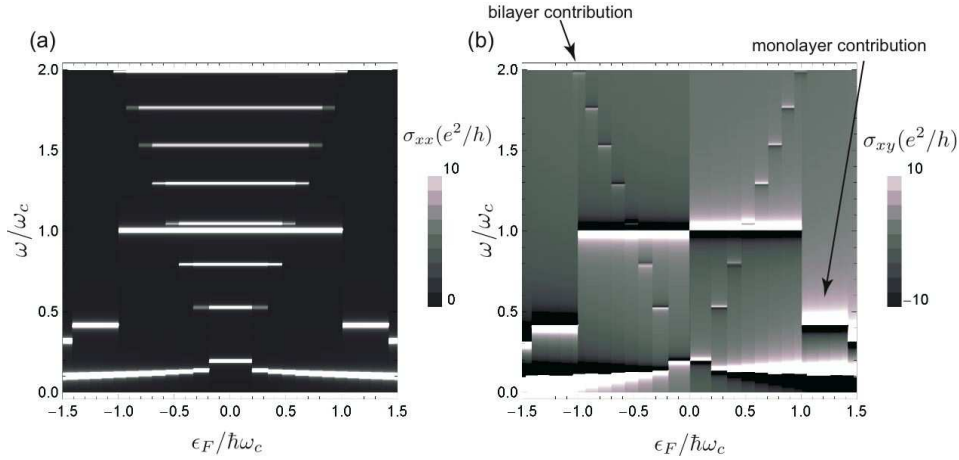 bilayer contribution
(a)
(b)
monolayer contribution
2.0
1.5
1.0
0.5
0.0
ω/ω_c
−1.5 −1.0 −0.5 0.0 0.5 1.0 1.5
ϵ_F/ħω_c
σ_xx(e²/h)
10
0
2.0
1.5
1.0
0.5
0.0
ω/ω_c
−1.5 −1.0 −0.5 0.0 0.5 1.0 1.5
ϵ_F/ħω_c
σ_xy(e²/h)
10
−10